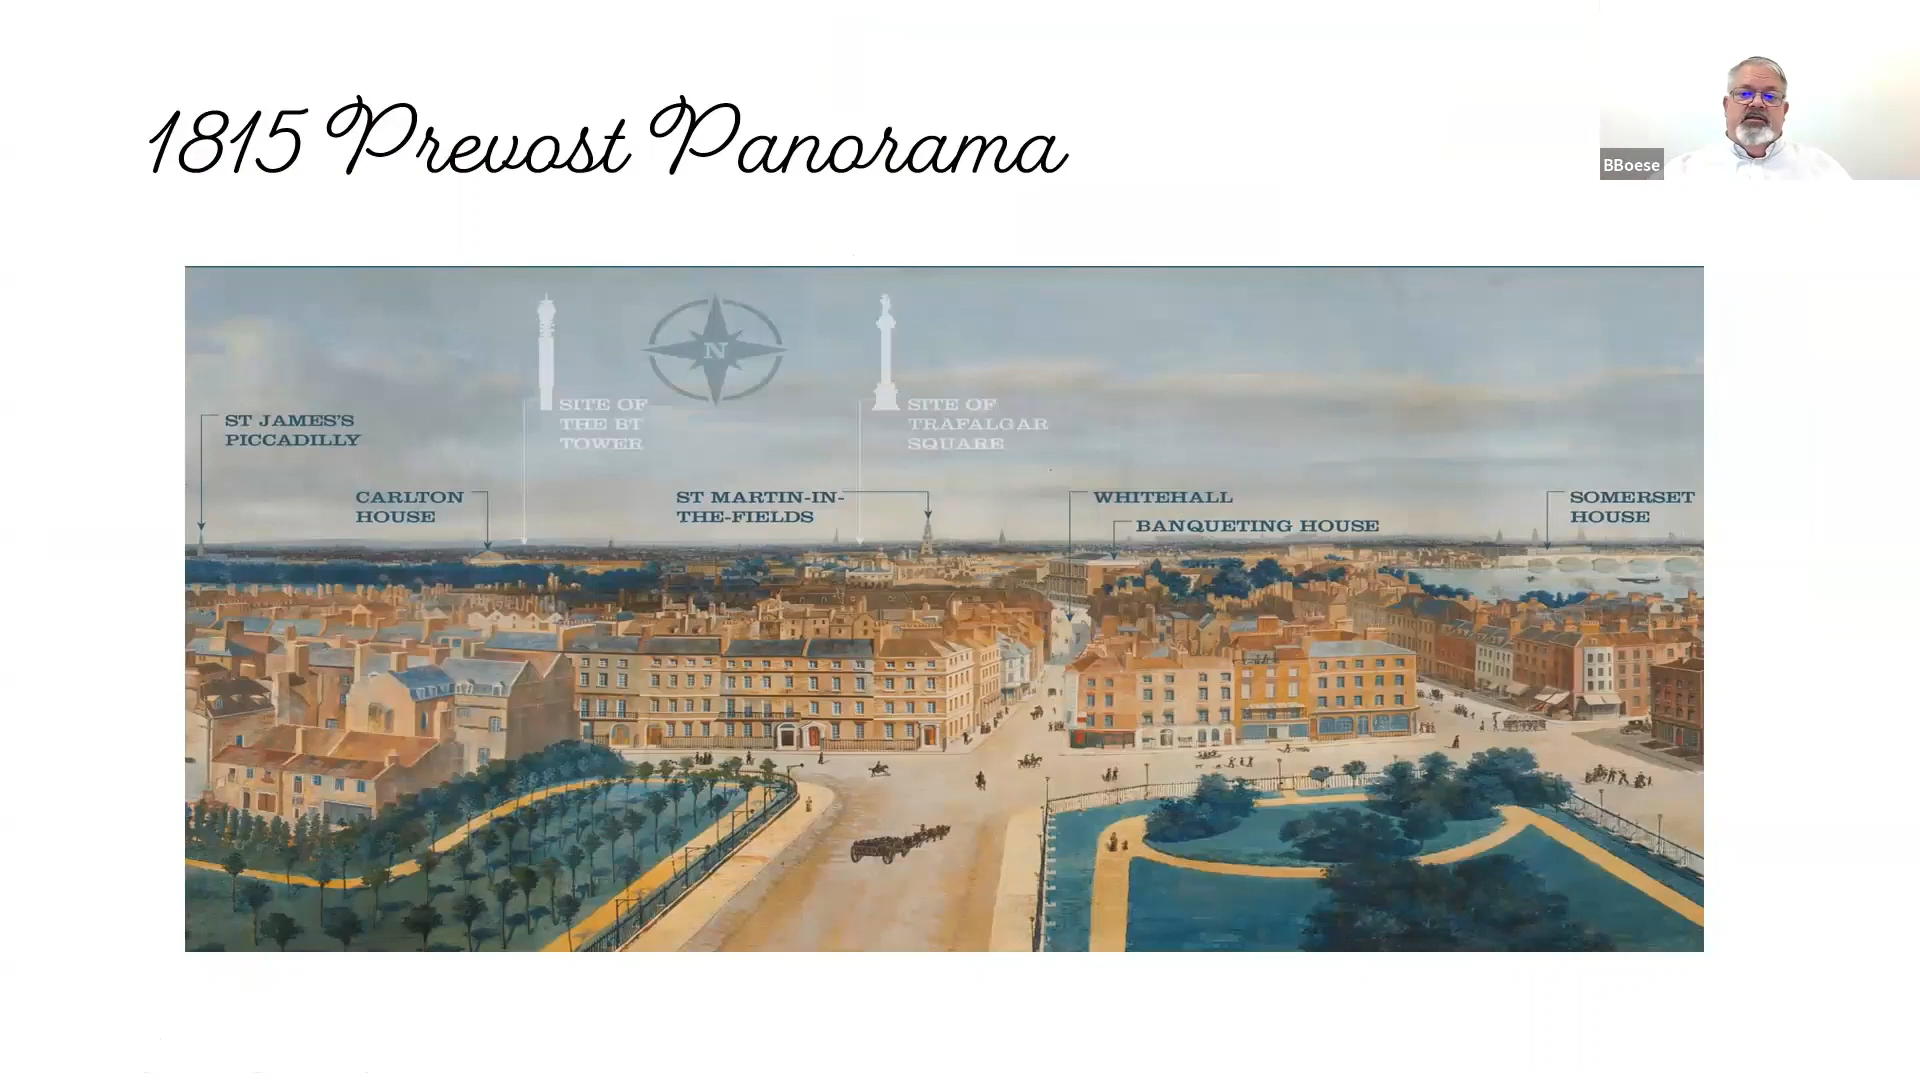 1815 Prevost Panorama
BBoese
N
SITE OF
THE BT
TOWER
SITE OF
TRAFALGAR
SQUARE
ST JAMES'S
PICCADILLY
CARLTON
HOUSE
ST MARTIN-IN-
THE-FIELDS
WHITEHALL
BANQUETING HOUSE
SOMERSET
HOUSE